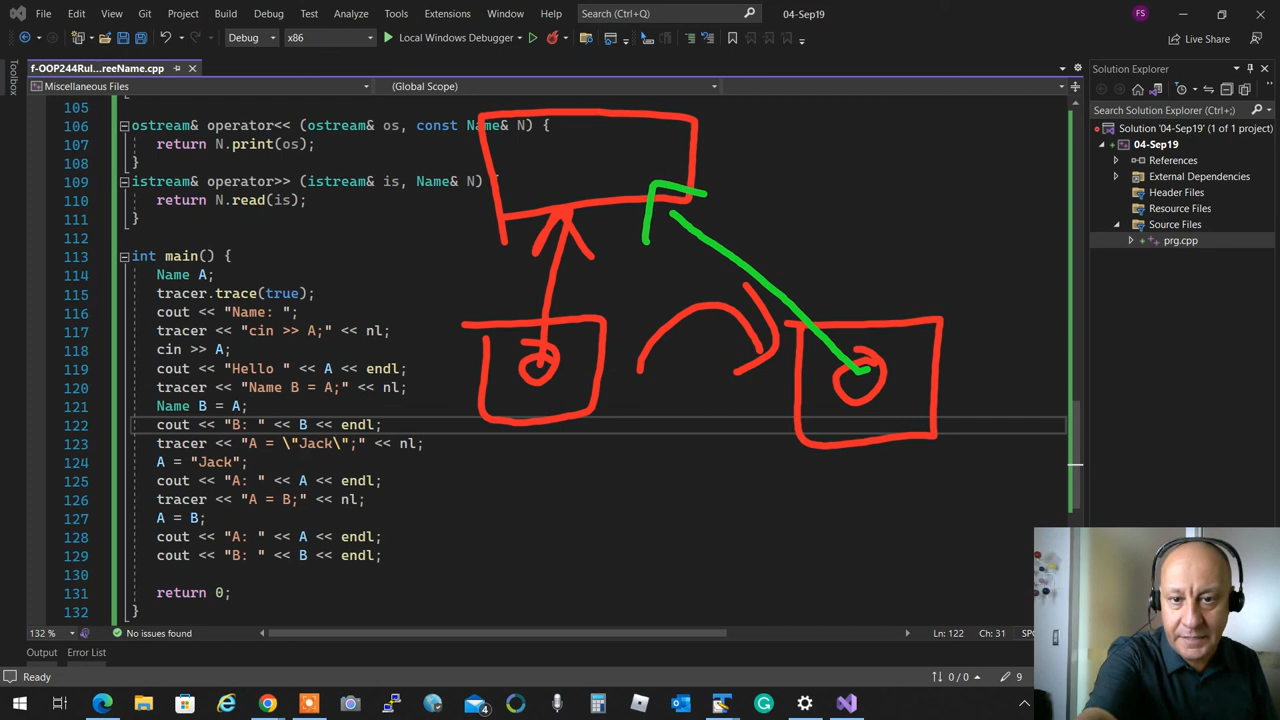 File Edit View Git Project Build Debug Test Analyze Tools Extensions Window Help Search (Ctrl+Q) 04-Sep19 FS
Debug x86 Local Windows Debugger Live Share
f-OOP244Rul...reeName.cpp
Solution Explorer
Miscellaneous Files (Global Scope)
Toolbox
Search Solution Explorer (Ctrl+;)
Solution '04-Sep19' (1 of 1 project)
04-Sep19
References
External Dependencies
Header Files
Resource Files
Source Files
prg.cpp
105
106 ostream& operator<< (ostream& os, const Name& N) {
107 return N.print(os);
108 }
109 istream& operator>> (istream& is, Name& N) {
110 return N.read(is);
111 }
112
113 int main() {
114 Name A;
115 tracer.trace(true);
116 cout << "Name: ";
117 tracer << "cin >> A;" << nl;
118 cin >> A;
119 cout << "Hello " << A << endl;
120 tracer << "Name B = A;" << nl;
121 Name B = A;
122 cout << "B: " << B << endl;
123 tracer << "A = \"Jack\";" << nl;
124 A = "Jack";
125 cout << "A: " << A << endl;
126 tracer << "A = B;" << nl;
127 A = B;
128 cout << "A: " << A << endl;
129 cout << "B: " << B << endl;
130
131 return 0;
132 }
132 % No issues found Ln: 122 Ch: 31
Output Error List
Ready 0 / 0 9
4